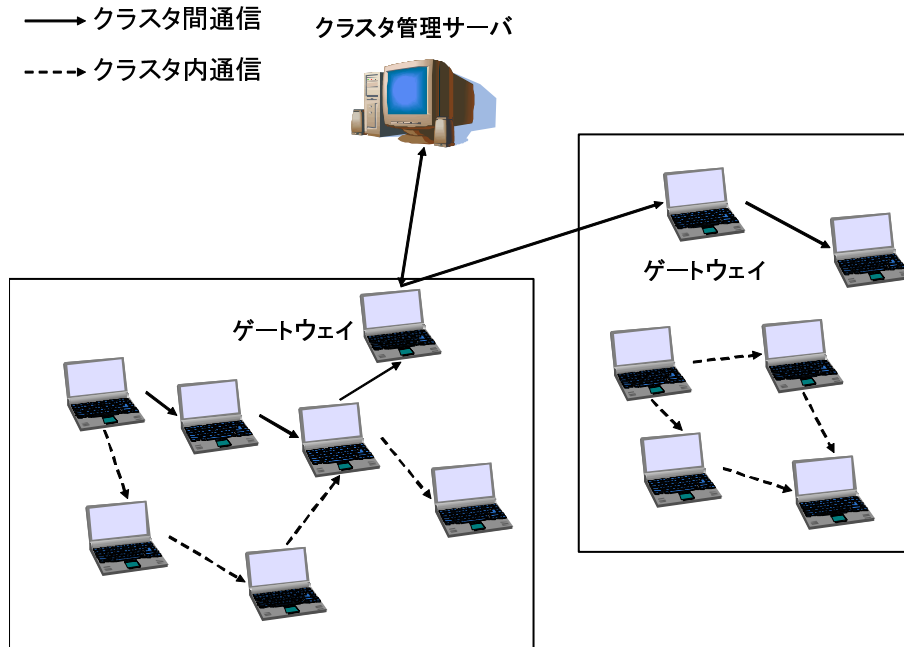 クラスタ間通信
クラスタ管理サーバ
クラスタ内通信
ゲートウェイ
ゲートウェイ